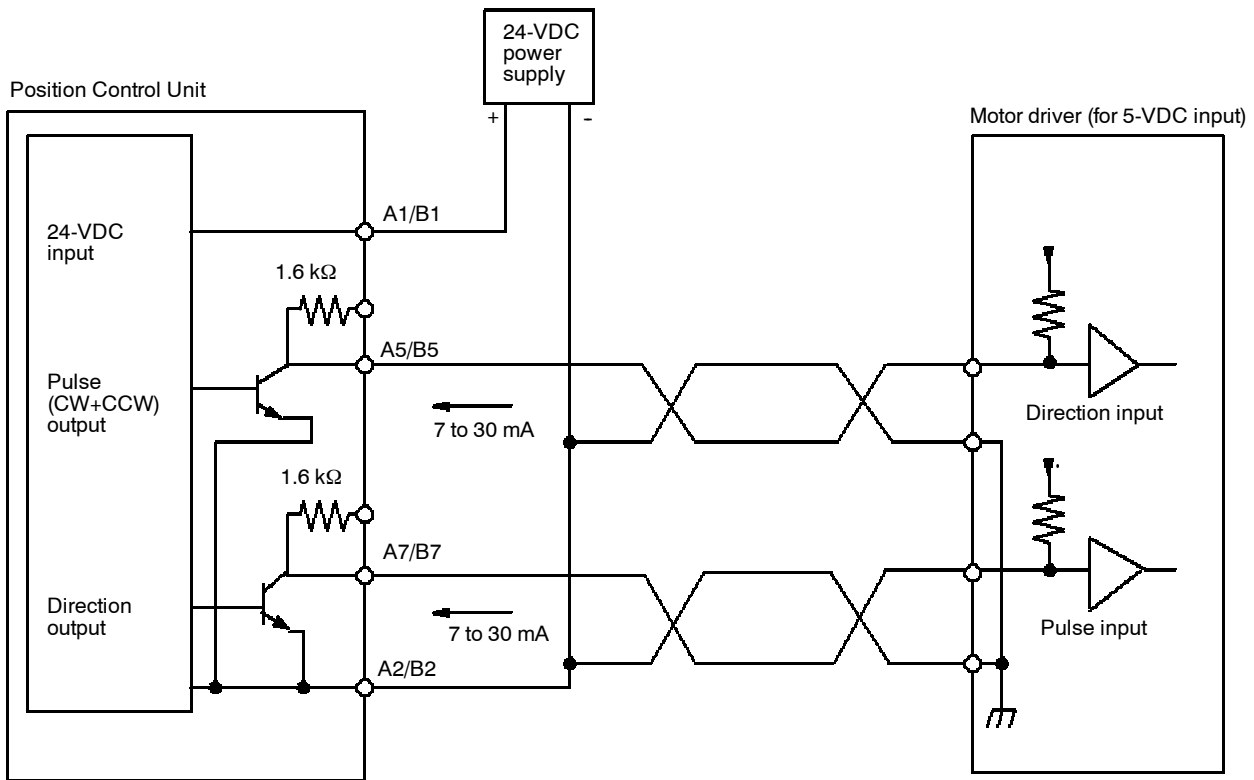 24-VDC
power
supply
Position Control Unit
+ -
Motor driver (for 5-VDC input)
24-VDC
input
A1/B1
1.6 kΩ
A5/B5
Pulse
(CW+CCW)
output
7 to 30 mA
Direction input
1.6 kΩ
A7/B7
Direction
output
7 to 30 mA
Pulse input
A2/B2